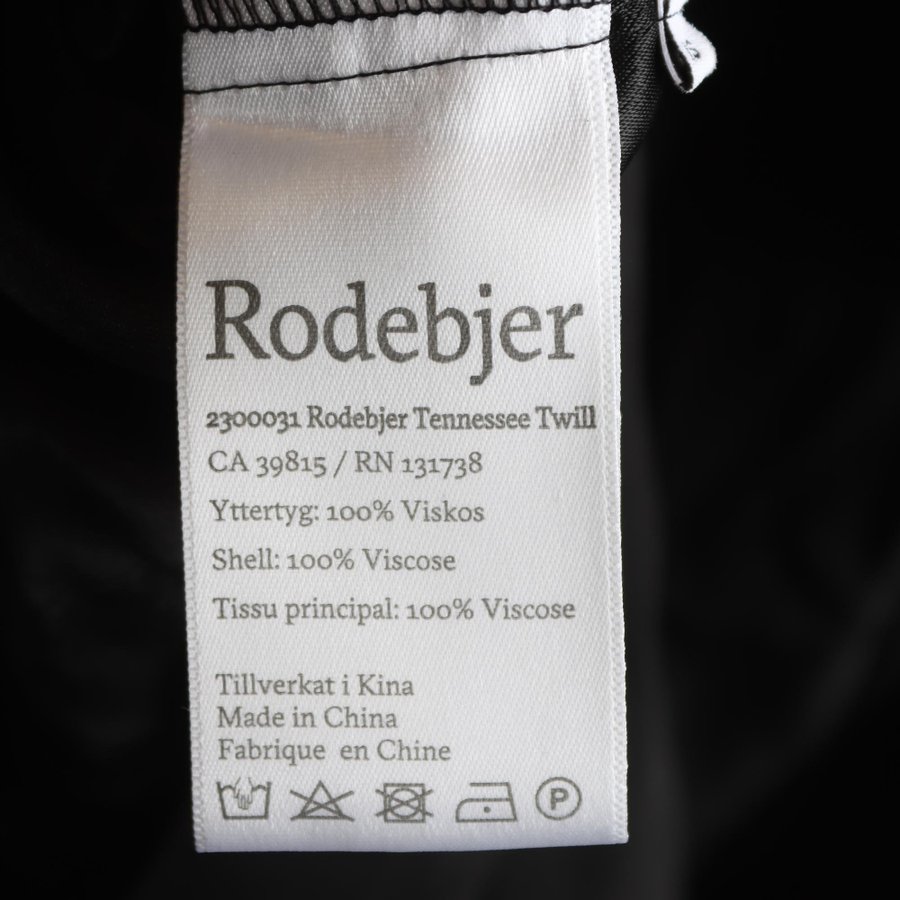 Rodebjer
2300031 Rodebjer Tennessee Twill
CA 39815 / RN 131738
Yttertyg: 100% Viskos
Shell: 100% Viscose
Tissu principal: 100% Viscose
Tillverkat i Kina
Made in China
Fabrique en Chine
P